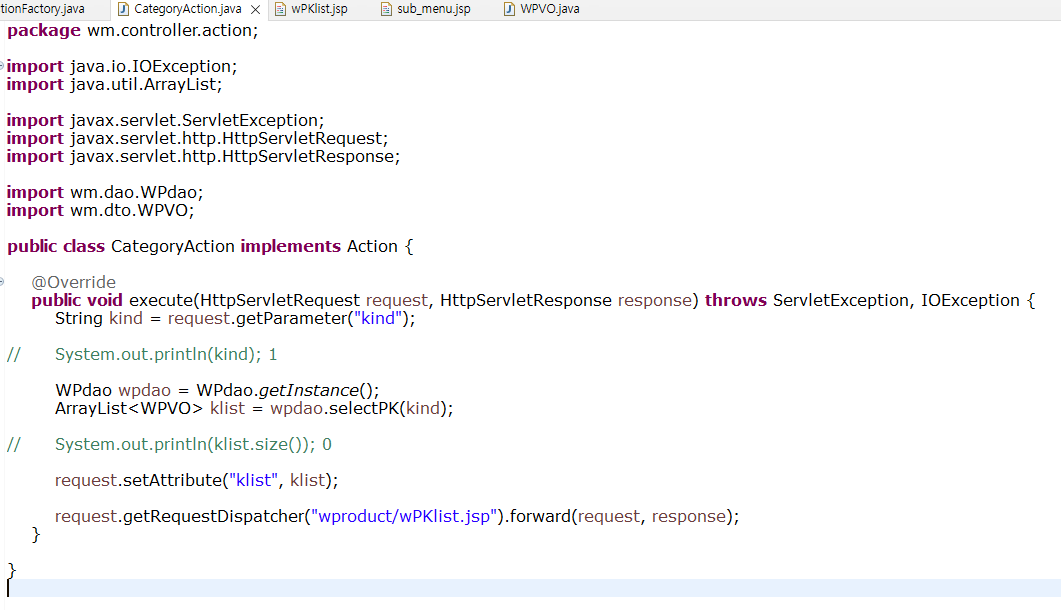 tionFactory.java CategoryAction.java wPKlist.jsp sub_menu.jsp WPVO.java
package wm.controller.action;
import java.io.IOException;
import java.util.ArrayList;
import javax.servlet.ServletException;
import javax.servlet.http.HttpServletRequest;
import javax.servlet.http.HttpServletResponse;
import wm.dao.WPdao;
import wm.dto.WPVO;
public class CategoryAction implements Action {
@Override
public void execute(HttpServletRequest request, HttpServletResponse response) throws ServletException, IOException {
String kind = request.getParameter("kind");
// System.out.println(kind); 1
WPdao wpdao = WPdao.getInstance();
ArrayList<WPVO> klist = wpdao.selectPK(kind);
// System.out.println(klist.size()); 0
request.setAttribute("klist", klist);
request.getRequestDispatcher("wproduct/wPKlist.jsp").forward(request, response);
}
}